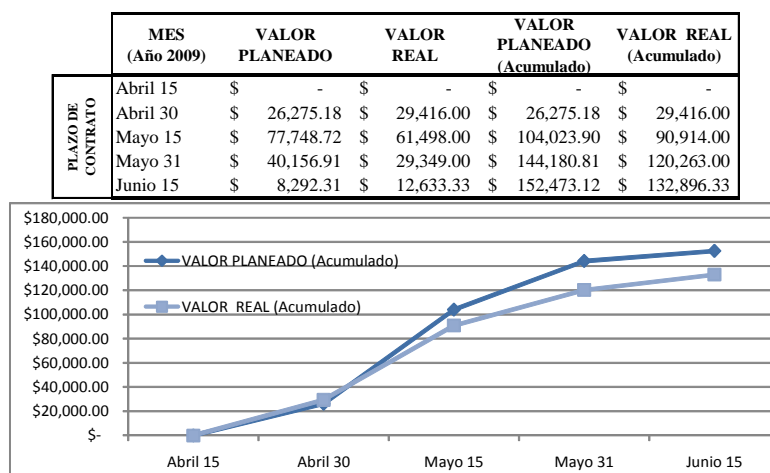 MES (Año 2009) VALOR PLANEADO VALOR REAL VALOR PLANEADO (Acumulado) VALOR REAL (Acumulado)
PLAZO DE CONTRATO
Abril 15 $ - $ - $ - $ -
Abril 30 $ 26,275.18 $ 29,416.00 $ 26,275.18 $ 29,416.00
Mayo 15 $ 77,748.72 $ 61,498.00 $ 104,023.90 $ 90,914.00
Mayo 31 $ 40,156.91 $ 29,349.00 $ 144,180.81 $ 120,263.00
Junio 15 $ 8,292.31 $ 12,633.33 $ 152,473.12 $ 132,896.33
$180,000.00
$160,000.00
$140,000.00
$120,000.00
$100,000.00
$80,000.00
$60,000.00
$40,000.00
$20,000.00
$-
VALOR PLANEADO (Acumulado)
VALOR REAL (Acumulado)
Abril 15 Abril 30 Mayo 15 Mayo 31 Junio 15